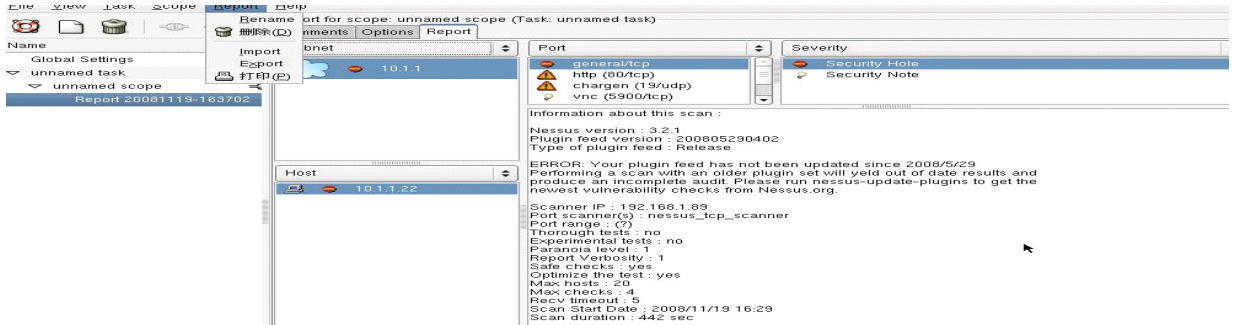 File View Task Scope Report Help
Rename
删除(D)
Import
Export
打印(P)
ort for scope: unnamed scope (Task: unnamed task)
mments Options Report
Name
Global Settings
unnamed task
unnamed scope
Report 20081119-163702
bnet
10.1.1
Host
10.1.1.22
Port
general/tcp
http (80/tcp)
chargen (19/udp)
vnc (5900/tcp)
Severity
Security Hole
Security Note
Information about this scan :
Nessus version : 3.2.1
Plugin feed version : 200805290402
Type of plugin feed : Release
ERROR: Your plugin feed has not been updated since 2008/5/29
Performing a scan with an older plugin set will yeld out of date results and
produce an incomplete audit. Please run nessus-update-plugins to get the
newest vulnerability checks from Nessus.org.
Scanner IP : 192.168.1.89
Port scanner(s) : nessus_tcp_scanner
Port range : (?)
Thorough tests : no
Experimental tests : no
Paranoia level : 1
Report Verbosity : 1
Safe checks : yes
Optimize the test : yes
Max hosts : 20
Max checks : 4
Recv timeout : 5
Scan Start Date : 2008/11/19 16:29
Scan duration : 442 sec